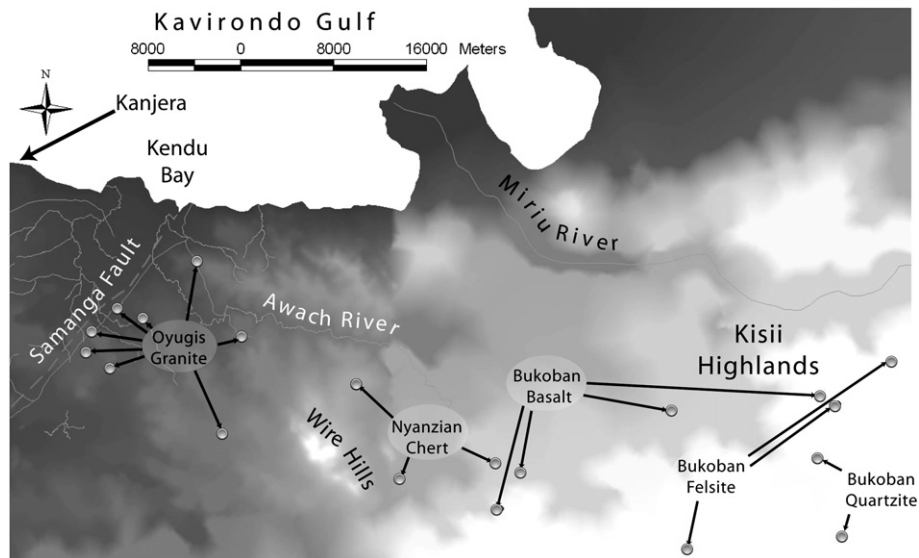 Kavirondo Gulf
8000 0 8000 16000 Meters
N
Kanjera
Kendu
Bay
Miriu River
Samanga Fault
Awach River
Oyugis
Granite
Kisii
Highlands
Bukoban
Basalt
Wire Hills
Nyanzian
Chert
Bukoban
Felsite
Bukoban
Quartzite